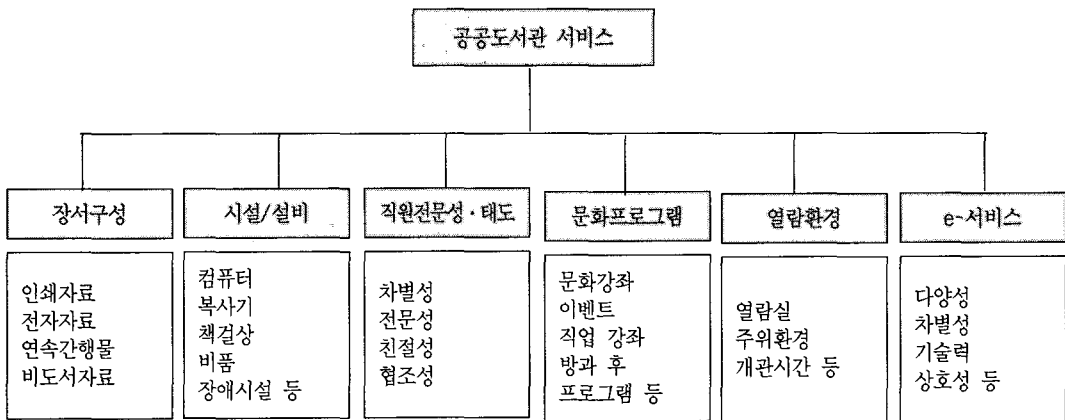 공공도서관 서비스
장서구성
시설/설비
직원전문성·태도
문화프로그램
열람환경
e-서비스
인쇄자료
전자자료
연속간행물
비도서자료
컴퓨터
복사기
책걸상
비품
장애시설 등
차별성
전문성
친절성
협조성
문화강좌
이벤트
직업 강좌
방과 후
프로그램 등
열람실
주위환경
개관시간 등
다양성
차별성
기술력
상호성 등